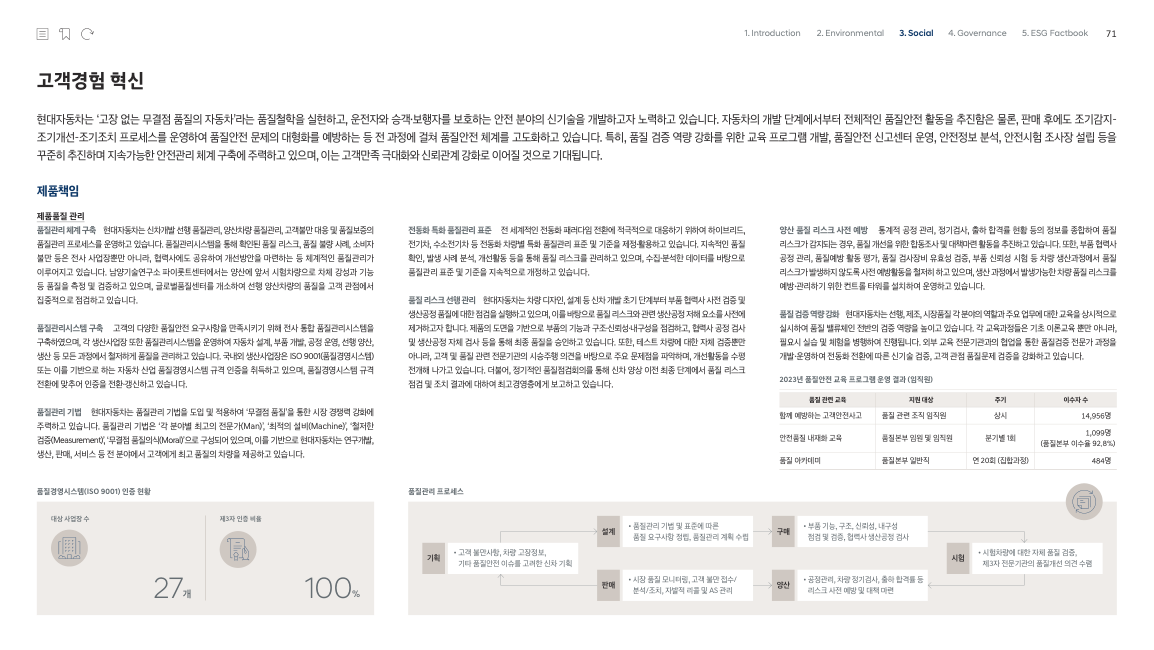 1. Introduction 2. Environmental 3. Social 4. Governance 5. ESG Factbook 71
고객경험 혁신
현대자동차는 ‘고장 없는 무결점 품질의 자동차’라는 품질철학을 실현하고, 운전자와 승객·보행자를 보호하는 안전 분야의 신기술을 개발하고자 노력하고 있습니다. 자동차의 개발 단계에서부터 전체적인 품질안전 활동을 추진함은 물론, 판매 후에도 조기감지-
조기개선-조기조치 프로세스를 운영하여 품질안전 문제의 대형화를 예방하는 등 전 과정에 걸쳐 품질안전 체계를 고도화하고 있습니다. 특히, 품질 검증 역량 강화를 위한 교육 프로그램 개발, 품질안전 신고센터 운영, 안전정보 분석, 안전시험 조사장 설립 등을
꾸준히 추진하며 지속가능한 안전관리 체계 구축에 주력하고 있으며, 이는 고객만족 극대화와 신뢰관계 강화로 이어질 것으로 기대됩니다.
제품책임
제품품질 관리
품질관리 체계 구축 현대자동차는 신차개발 선행 품질관리, 양산차량 품질관리, 고객불만 대응 및 품질보증의
품질관리 프로세스를 운영하고 있습니다. 품질관리시스템을 통해 확인된 품질 리스크, 품질 불량 사례, 소비자
불만 등은 전사 사업장뿐만 아니라, 협력사에도 공유하여 개선방안을 마련하는 등 체계적인 품질관리가
이루어지고 있습니다. 남양기술연구소 파이롯트센터에서는 양산에 앞서 시험차량으로 차체 강성과 기능
등 품질을 측정 및 검증하고 있으며, 글로벌품질센터를 개소하여 선행 양산차량의 품질을 고객 관점에서
집중적으로 점검하고 있습니다.
품질관리시스템 구축 고객의 다양한 품질안전 요구사항을 만족시키기 위해 전사 통합 품질관리시스템을
구축하였으며, 각 생산사업장 또한 품질관리시스템을 운영하여 자동차 설계, 부품 개발, 공정 운영, 선행 양산,
생산 등 모든 과정에서 철저하게 품질을 관리하고 있습니다. 국내외 생산사업장은 ISO 9001(품질경영시스템)
또는 이를 기반으로 하는 자동차 산업 품질경영시스템 규격 인증을 취득하고 있으며, 품질경영시스템 규격
전환에 맞추어 인증을 전환·갱신하고 있습니다.
품질관리 기법 현대자동차는 품질관리 기법을 도입 및 적용하여 ‘무결점 품질’을 통한 시장 경쟁력 강화에
주력하고 있습니다. 품질관리 기법은 ‘각 분야별 최고의 전문가(Man)’, ‘최적의 설비(Machine)’, ‘철저한
검증(Measurement)’, ‘무결점 품질의식(Moral)’으로 구성되어 있으며, 이를 기반으로 현대자동차는 연구개발,
생산, 판매, 서비스 등 전 분야에서 고객에게 최고 품질의 차량을 제공하고 있습니다.
전동화 특화 품질관리 표준 전 세계적인 전동화 패러다임 전환에 적극적으로 대응하기 위하여 하이브리드,
전기차, 수소전기차 등 전동화 차량별 특화 품질관리 표준 및 기준을 제정·활용하고 있습니다. 지속적인 품질
확인, 발생 사례 분석, 개선활동 등을 통해 품질 리스크를 관리하고 있으며, 수집·분석한 데이터를 바탕으로
품질관리 표준 및 기준을 지속적으로 개정하고 있습니다.
품질 리스크 선행 관리 현대자동차는 차량 디자인, 설계 등 신차 개발 초기 단계부터 부품 협력사 사전 검증 및
생산공정 품질에 대한 점검을 실행하고 있으며, 이를 바탕으로 품질 리스크와 관련 생산공정 저해 요소를 사전에
제거하고자 합니다. 제품의 도면을 기반으로 부품의 기능과 구조·신뢰성·내구성을 점검하고, 협력사 공정 검사
및 생산공정 자체 검사 등을 통해 최종 품질을 승인하고 있습니다. 또한, 테스트 차량에 대한 자체 검증뿐만
아니라, 고객 및 품질 관련 전문기관의 시승주행 의견을 바탕으로 주요 문제점을 파악하며, 개선활동을 수평
전개해 나가고 있습니다. 더불어, 정기적인 품질점검회의를 통해 신차 양상 이전 최종 단계에서 품질 리스크
점검 및 조치 결과에 대하여 최고경영층에게 보고하고 있습니다.
양산 품질 리스크 사전 예방 통계적 공정 관리, 정기검사, 출하 합격률 현황 등의 정보를 종합하여 품질
리스크가 감지되는 경우, 품질 개선을 위한 합동조사 및 대책마련 활동을 추진하고 있습니다. 또한, 부품 협력사
공정 관리, 품질예방 활동 평가, 품질 검사장비 유효성 검증, 부품 신뢰성 시험 등 차량 생산과정에서 품질
리스크가 발생하지 않도록 사전 예방활동을 철저히 하고 있으며, 생산 과정에서 발생가능한 차량 품질 리스크를
예방·관리하기 위한 컨트롤 타워를 설치하여 운영하고 있습니다.
품질 검증 역량 강화 현대자동차는 선행, 제조, 시장품질 각 분야의 역할과 주요 업무에 대한 교육을 상시적으로
실시하여 품질 밸류체인 전반의 검증 역량을 높이고 있습니다. 각 교육과정들은 기초 이론교육 뿐만 아니라,
필요시 실습 및 체험을 병행하여 진행됩니다. 외부 교육 전문기관과의 협업을 통한 품질검증 전문가 과정을
개발·운영하여 전동화 전환에 따른 신기술 검증, 고객 관점 품질문제 검증을 강화하고 있습니다.
2023년 품질안전 교육 프로그램 운영 결과 (임직원)
품질 관련 교육 지원 대상 주기 이수자 수
함께 예방하는 고객안전사고 품질 관련 조직 임직원 상시 14,956명
안전품질 내재화 교육 품질본부 임원 및 임직원 분기별 1회 1,099명
(품질본부 이수율 92.8%)
품질 아카데미 품질본부 일반직 연 20회 (집합과정) 484명
품질경영시스템(ISO 9001) 인증 현황
대상 사업장 수
27개
제3자 인증 비율
100%
품질관리 프로세스
기획
• 고객 불만사항, 차량 고장정보,
기타 품질안전 이슈를 고려한 신차 기획
설계
• 품질관리 기법 및 표준에 따른
품질 요구사항 정립, 품질관리 계획 수립
구매
• 부품 기능, 구조, 신뢰성, 내구성
점검 및 검증, 협력사 생산공정 검사
시험
• 시험차량에 대한 자체 품질 검증,
제3자 전문기관의 품질개선 의견 수렴
양산
• 공정관리, 차량 정기검사, 출하 합격률 등
리스크 사전 예방 및 대책 마련
판매
• 시장 품질 모니터링, 고객 불만 접수/
분석/조치, 자발적 리콜 및 AS 관리